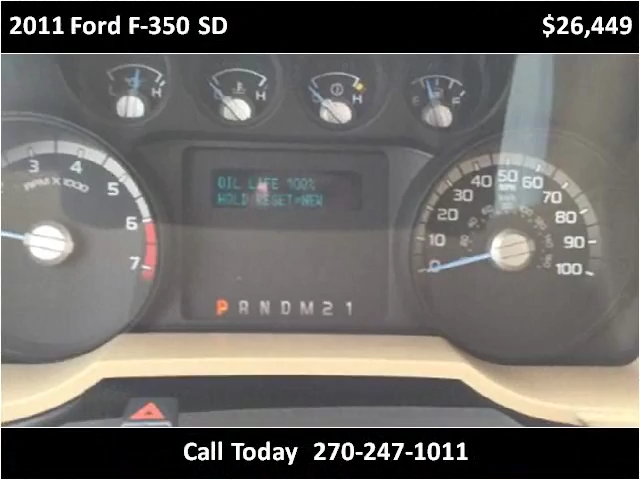 2011 Ford F-350 SD $26,449
L H H H E F
3 4 5 6 7
RPM X 1000
OIL LIFE 100%
HOLD RESET=NEW
0 10 20 30 40 50 60 70 80 90 100
MPH
P R N D M 2 1
Call Today 270-247-1011